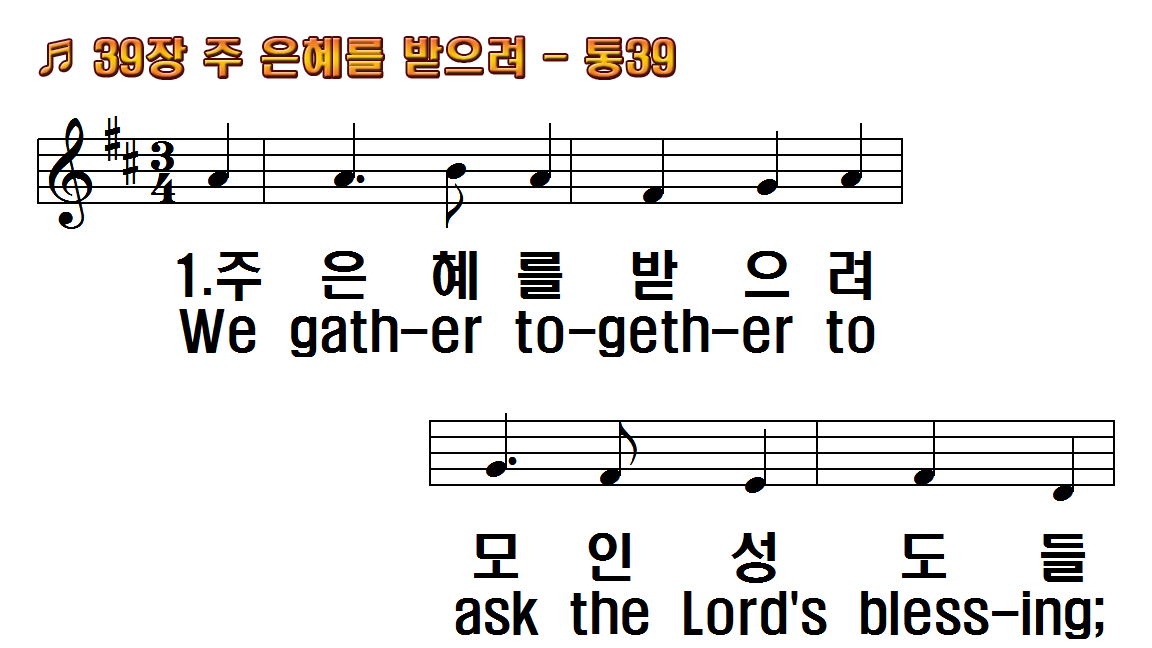 ♬ 39장 주 은혜를 받으려 - 통39
3
4
1.주 은 혜 를 받 으 려
We gath-er to-geth-er to
모 인 성 도 들
ask the Lord's bless-ing;